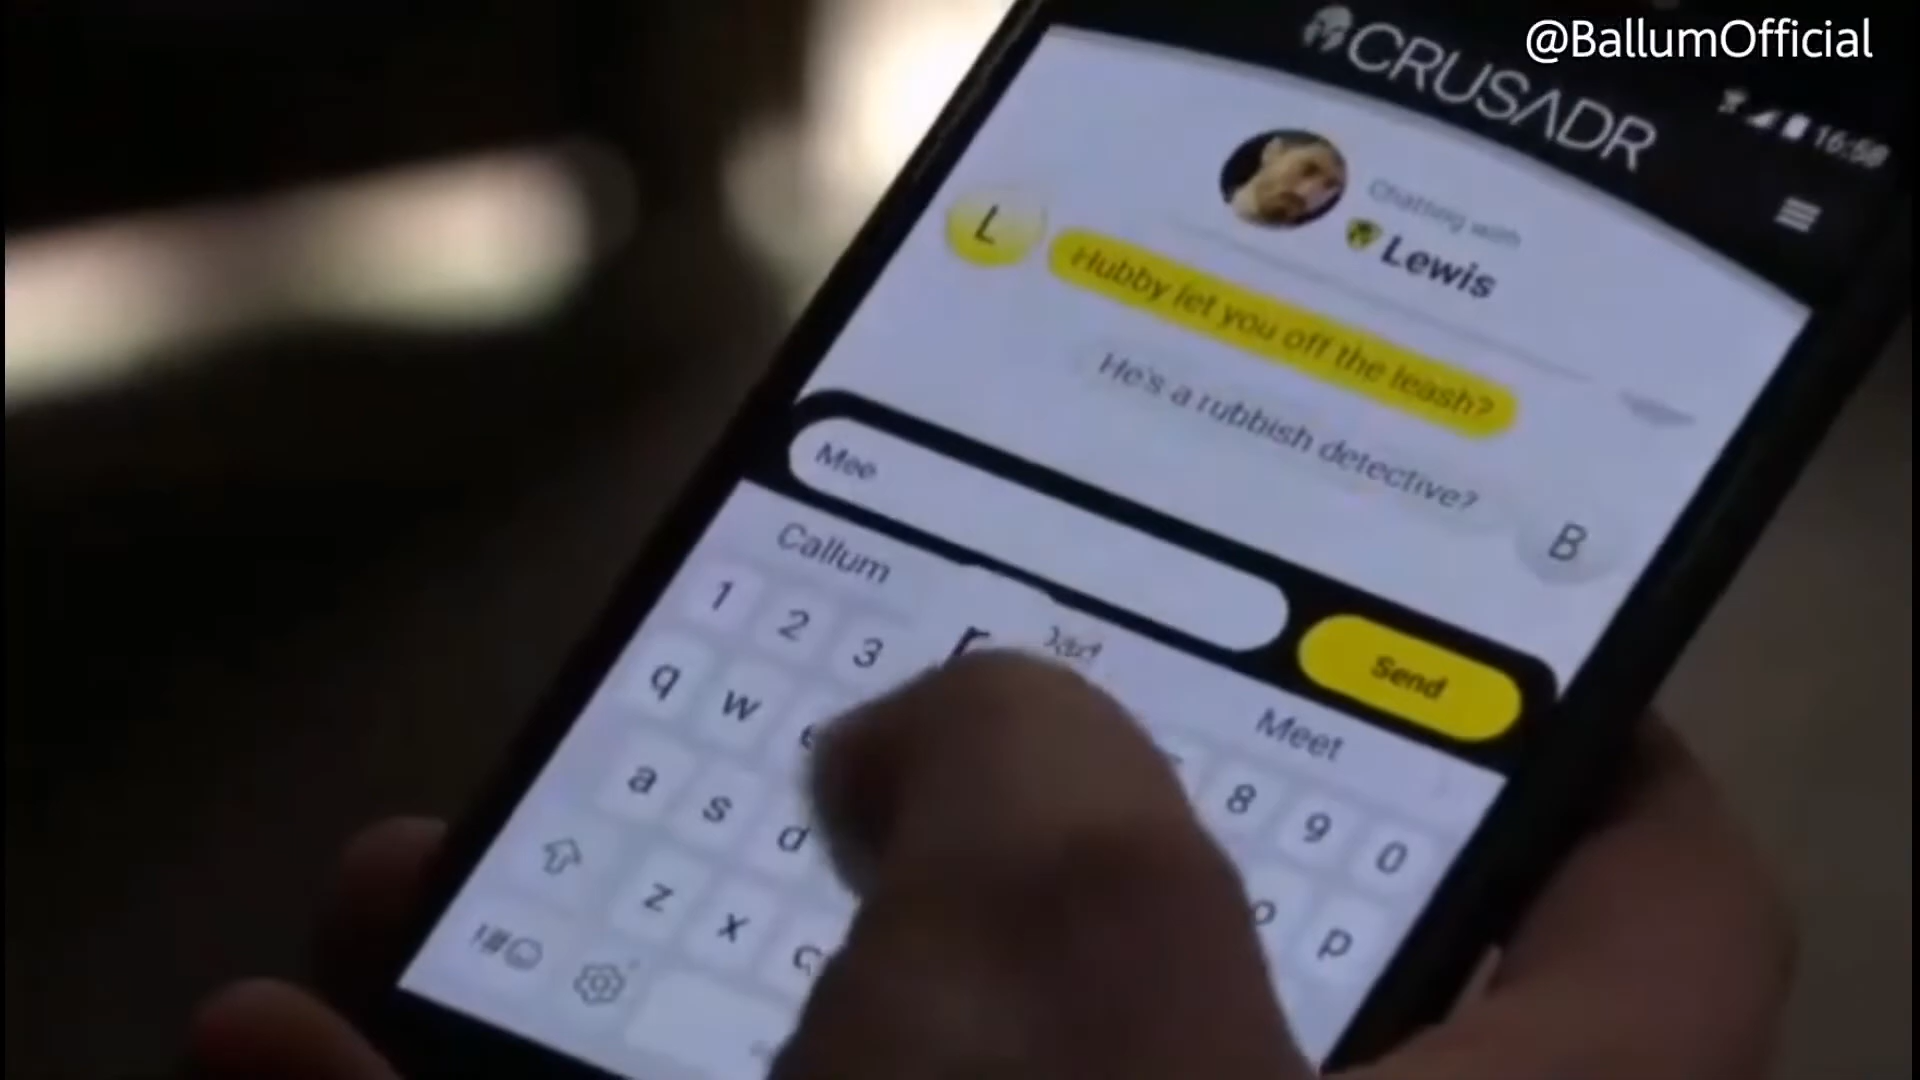 @BallumOfficial
CRUSADR
16:58
Chatting with
Lewis
L
Hubby let you off the leash?
He's a rubbish detective?
B
Mee
Send
Callum
Meet
1 2 3 8 9 0
q w e o p
a s d
z x c
r